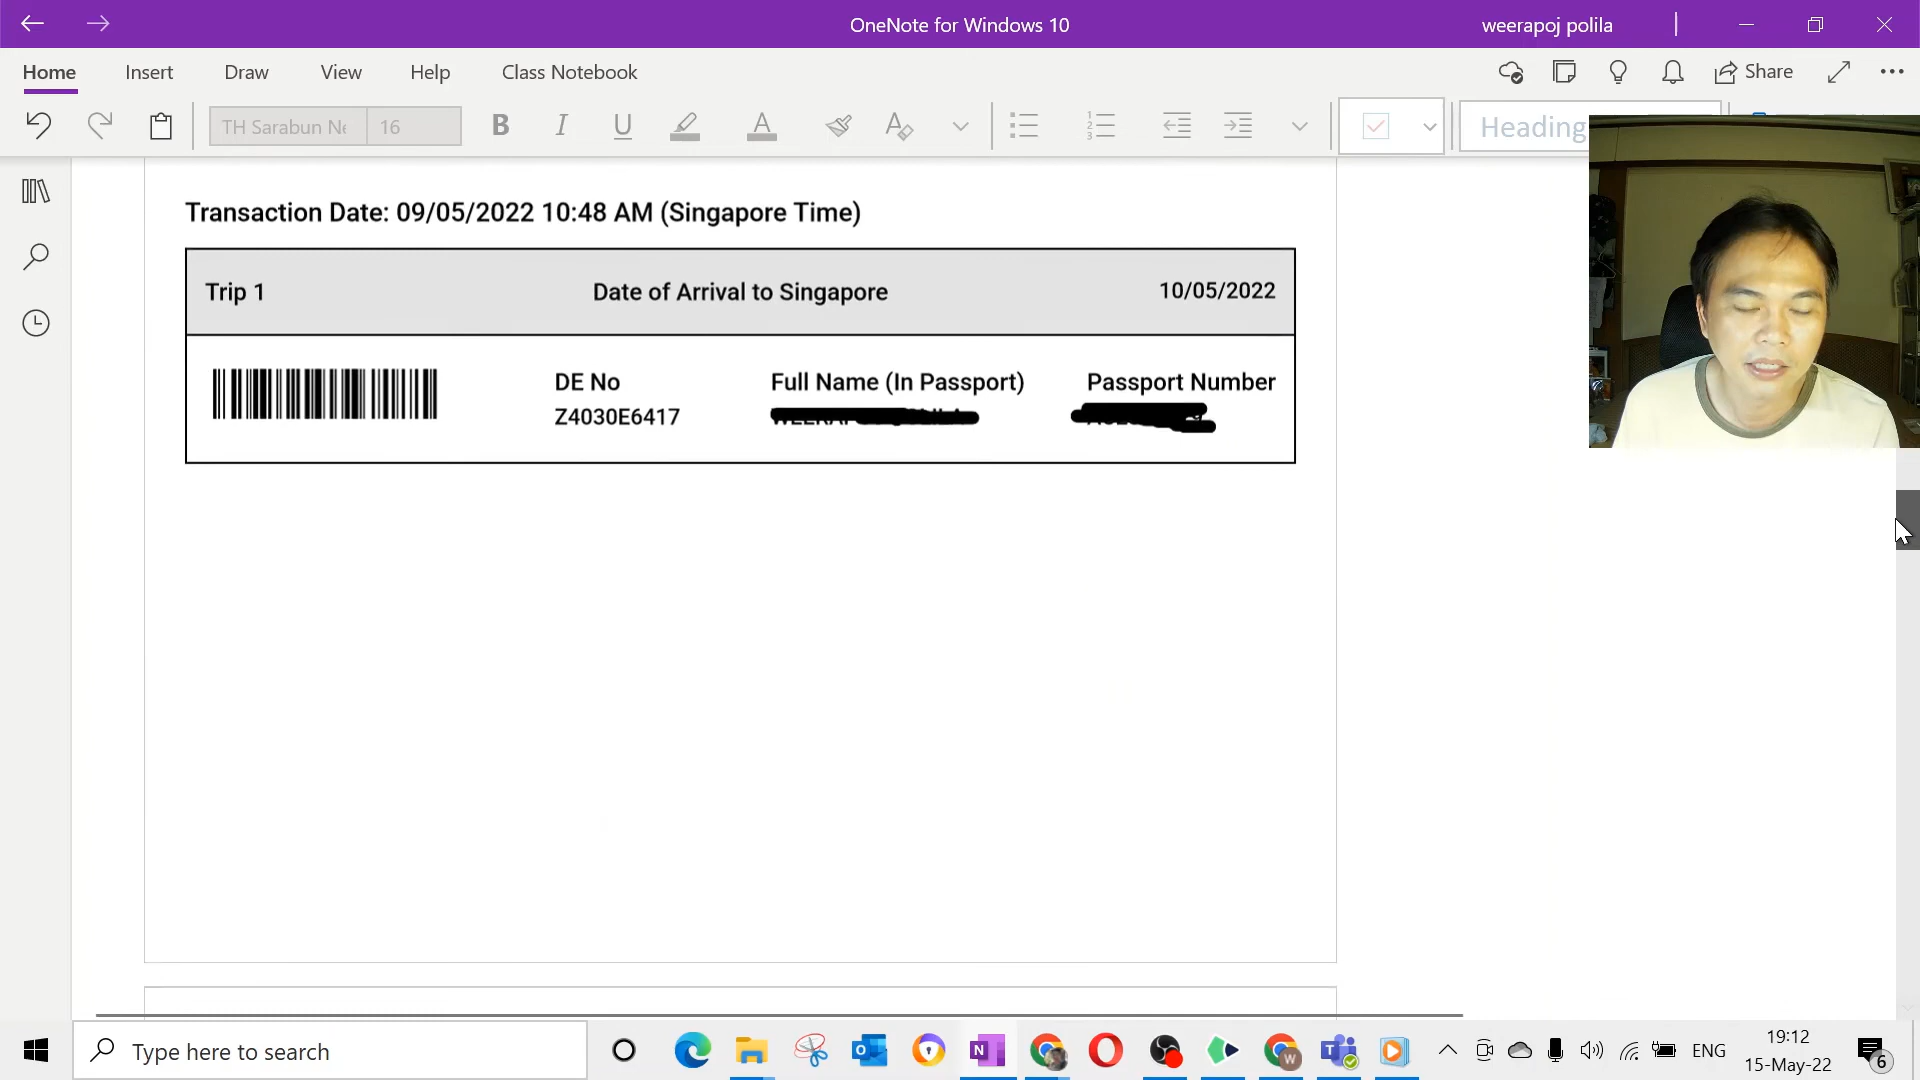 OneNote for Windows 10
weerapoj polila
Home Insert Draw View Help Class Notebook
Share
TH Sarabun Ne 16
B I U A A
Heading
Transaction Date: 09/05/2022 10:48 AM (Singapore Time)
Trip 1 Date of Arrival to Singapore 10/05/2022
DE No Full Name (In Passport) Passport Number
Z4030E6417
Type here to search
ENG
19:12
15-May-22
6